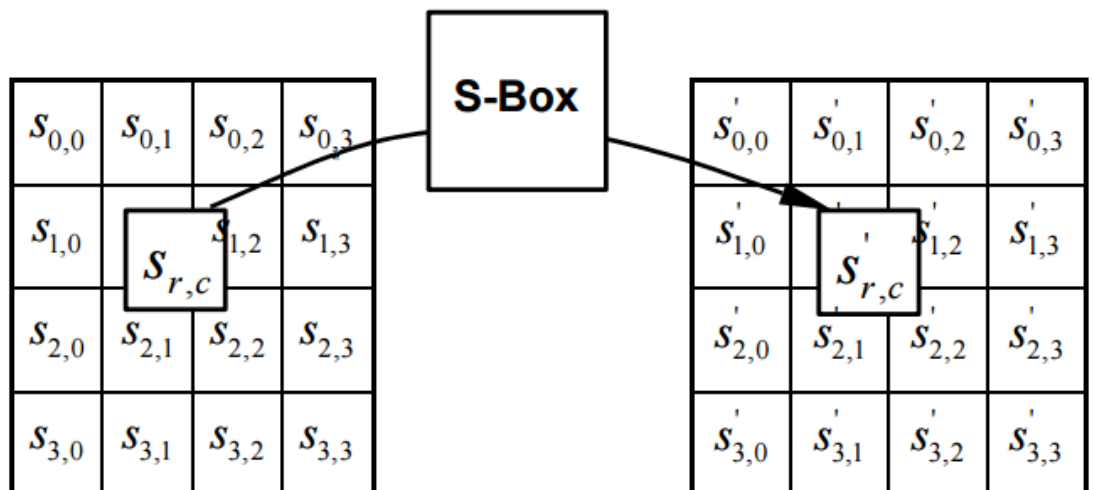 S-Box
s0,0 s0,1 s0,2 s0,3 s'0,0 s'0,1 s'0,2 s'0,3
s1,0 s1,2 s1,3 s'1,0 s'1,2 s'1,3
sr,c s'r,c
s2,0 s2,1 s2,2 s2,3 s'2,0 s'2,1 s'2,2 s'2,3
s3,0 s3,1 s3,2 s3,3 s'3,0 s'3,1 s'3,2 s'3,3